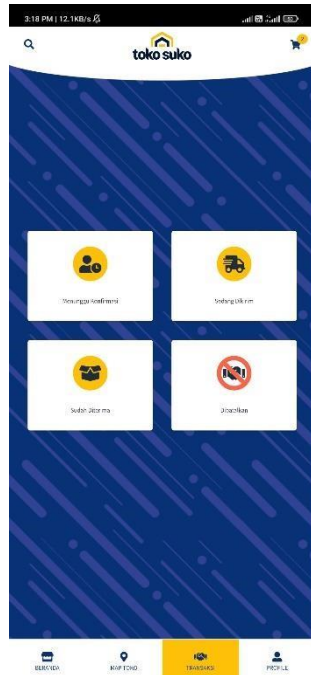 3:18 PM | 12.1KB/s
2
toko suko
Menunggu Konfirmasi
Sedang Dikirim
Sudah Diterima
Dibatalkan
BERANDA
MAP TOKO
TRANSAKSI
PROFILE